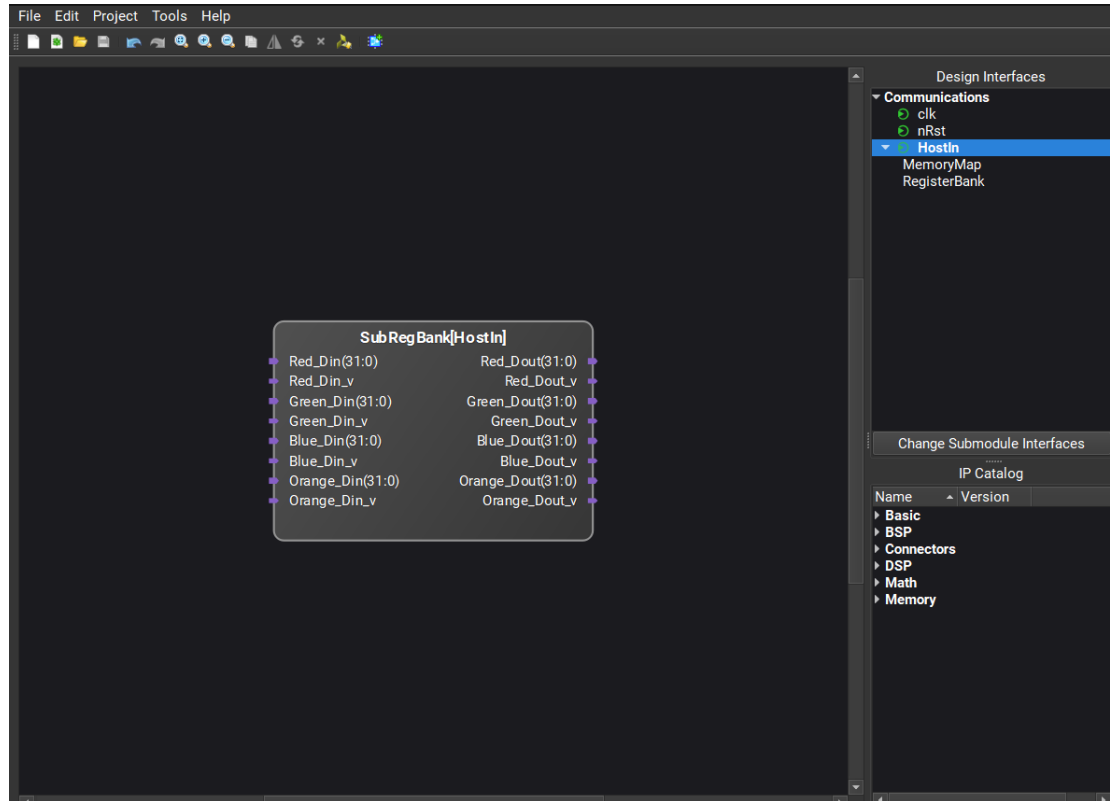 File Edit Project Tools Help
Design Interfaces
Communications
clk
nRst
HostIn
MemoryMap
RegisterBank
SubRegBank[HostIn]
Red_Din(31:0) Red_Dout(31:0)
Red_Din_v Red_Dout_v
Green_Din(31:0) Green_Dout(31:0)
Green_Din_v Green_Dout_v
Blue_Din(31:0) Blue_Dout(31:0)
Blue_Din_v Blue_Dout_v
Orange_Din(31:0) Orange_Dout(31:0)
Orange_Din_v Orange_Dout_v
Change Submodule Interfaces
IP Catalog
Name Version
Basic
BSP
Connectors
DSP
Math
Memory